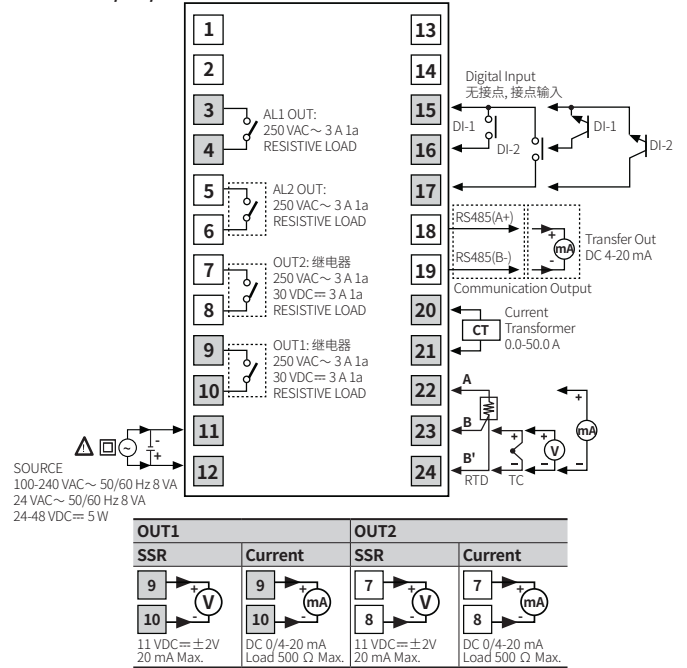 1
2
3
4
5
6
7
8
9
10
11
12
13
14
15
16
17
18
19
20
21
22
23
24
AL1 OUT:
250 VAC～ 3 A 1a
RESISTIVE LOAD
AL2 OUT:
250 VAC～ 3 A 1a
RESISTIVE LOAD
OUT2: 继电器
250 VAC～ 3 A 1a
30 VDC⎓ 3 A 1a
RESISTIVE LOAD
OUT1: 继电器
250 VAC～ 3 A 1a
30 VDC⎓ 3 A 1a
RESISTIVE LOAD
SOURCE
100-240 VAC～ 50/60 Hz 8 VA
24 VAC～ 50/60 Hz 8 VA
24-48 VDC⎓ 5 W
Digital Input
无接点, 接点输入
DI-1
DI-2
DI-1
DI-2
RS485(A+)
RS485(B-)
+
mA
-
Transfer Out
DC 4-20 mA
Communication Output
CT
Current
Transformer
0.0-50.0 A
A
B
B'
RTD
TC
+
−
+
V
−
+
mA
−
OUT1 OUT2
SSR Current SSR Current
9 + V 10 -
9 + mA 10 -
7 + V 8 -
7 + mA 8 -
11 VDC⎓±2V
20 mA Max.
DC 0/4-20 mA
Load 500 Ω Max.
11 VDC⎓±2V
20 mA Max.
DC 0/4-20 mA
Load 500 Ω Max.